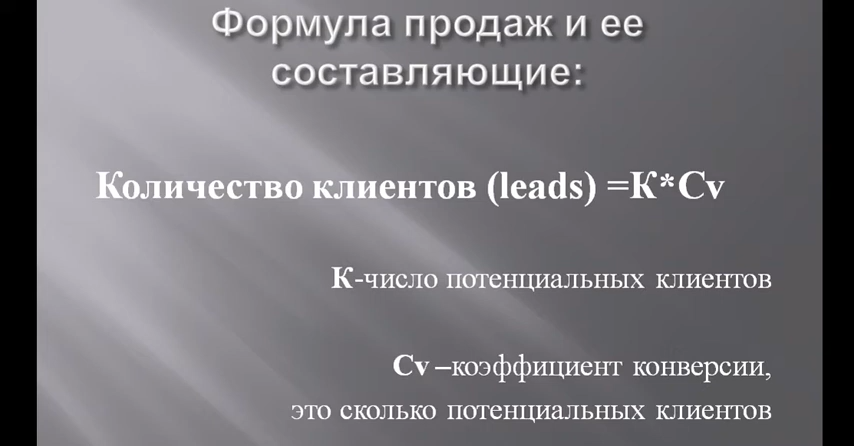 Формула продаж и ее
составляющие:
Количество клиентов (leads) =К*Cv
К-число потенциальных клиентов
Cv –коэффициент конверсии,
это сколько потенциальных клиентов